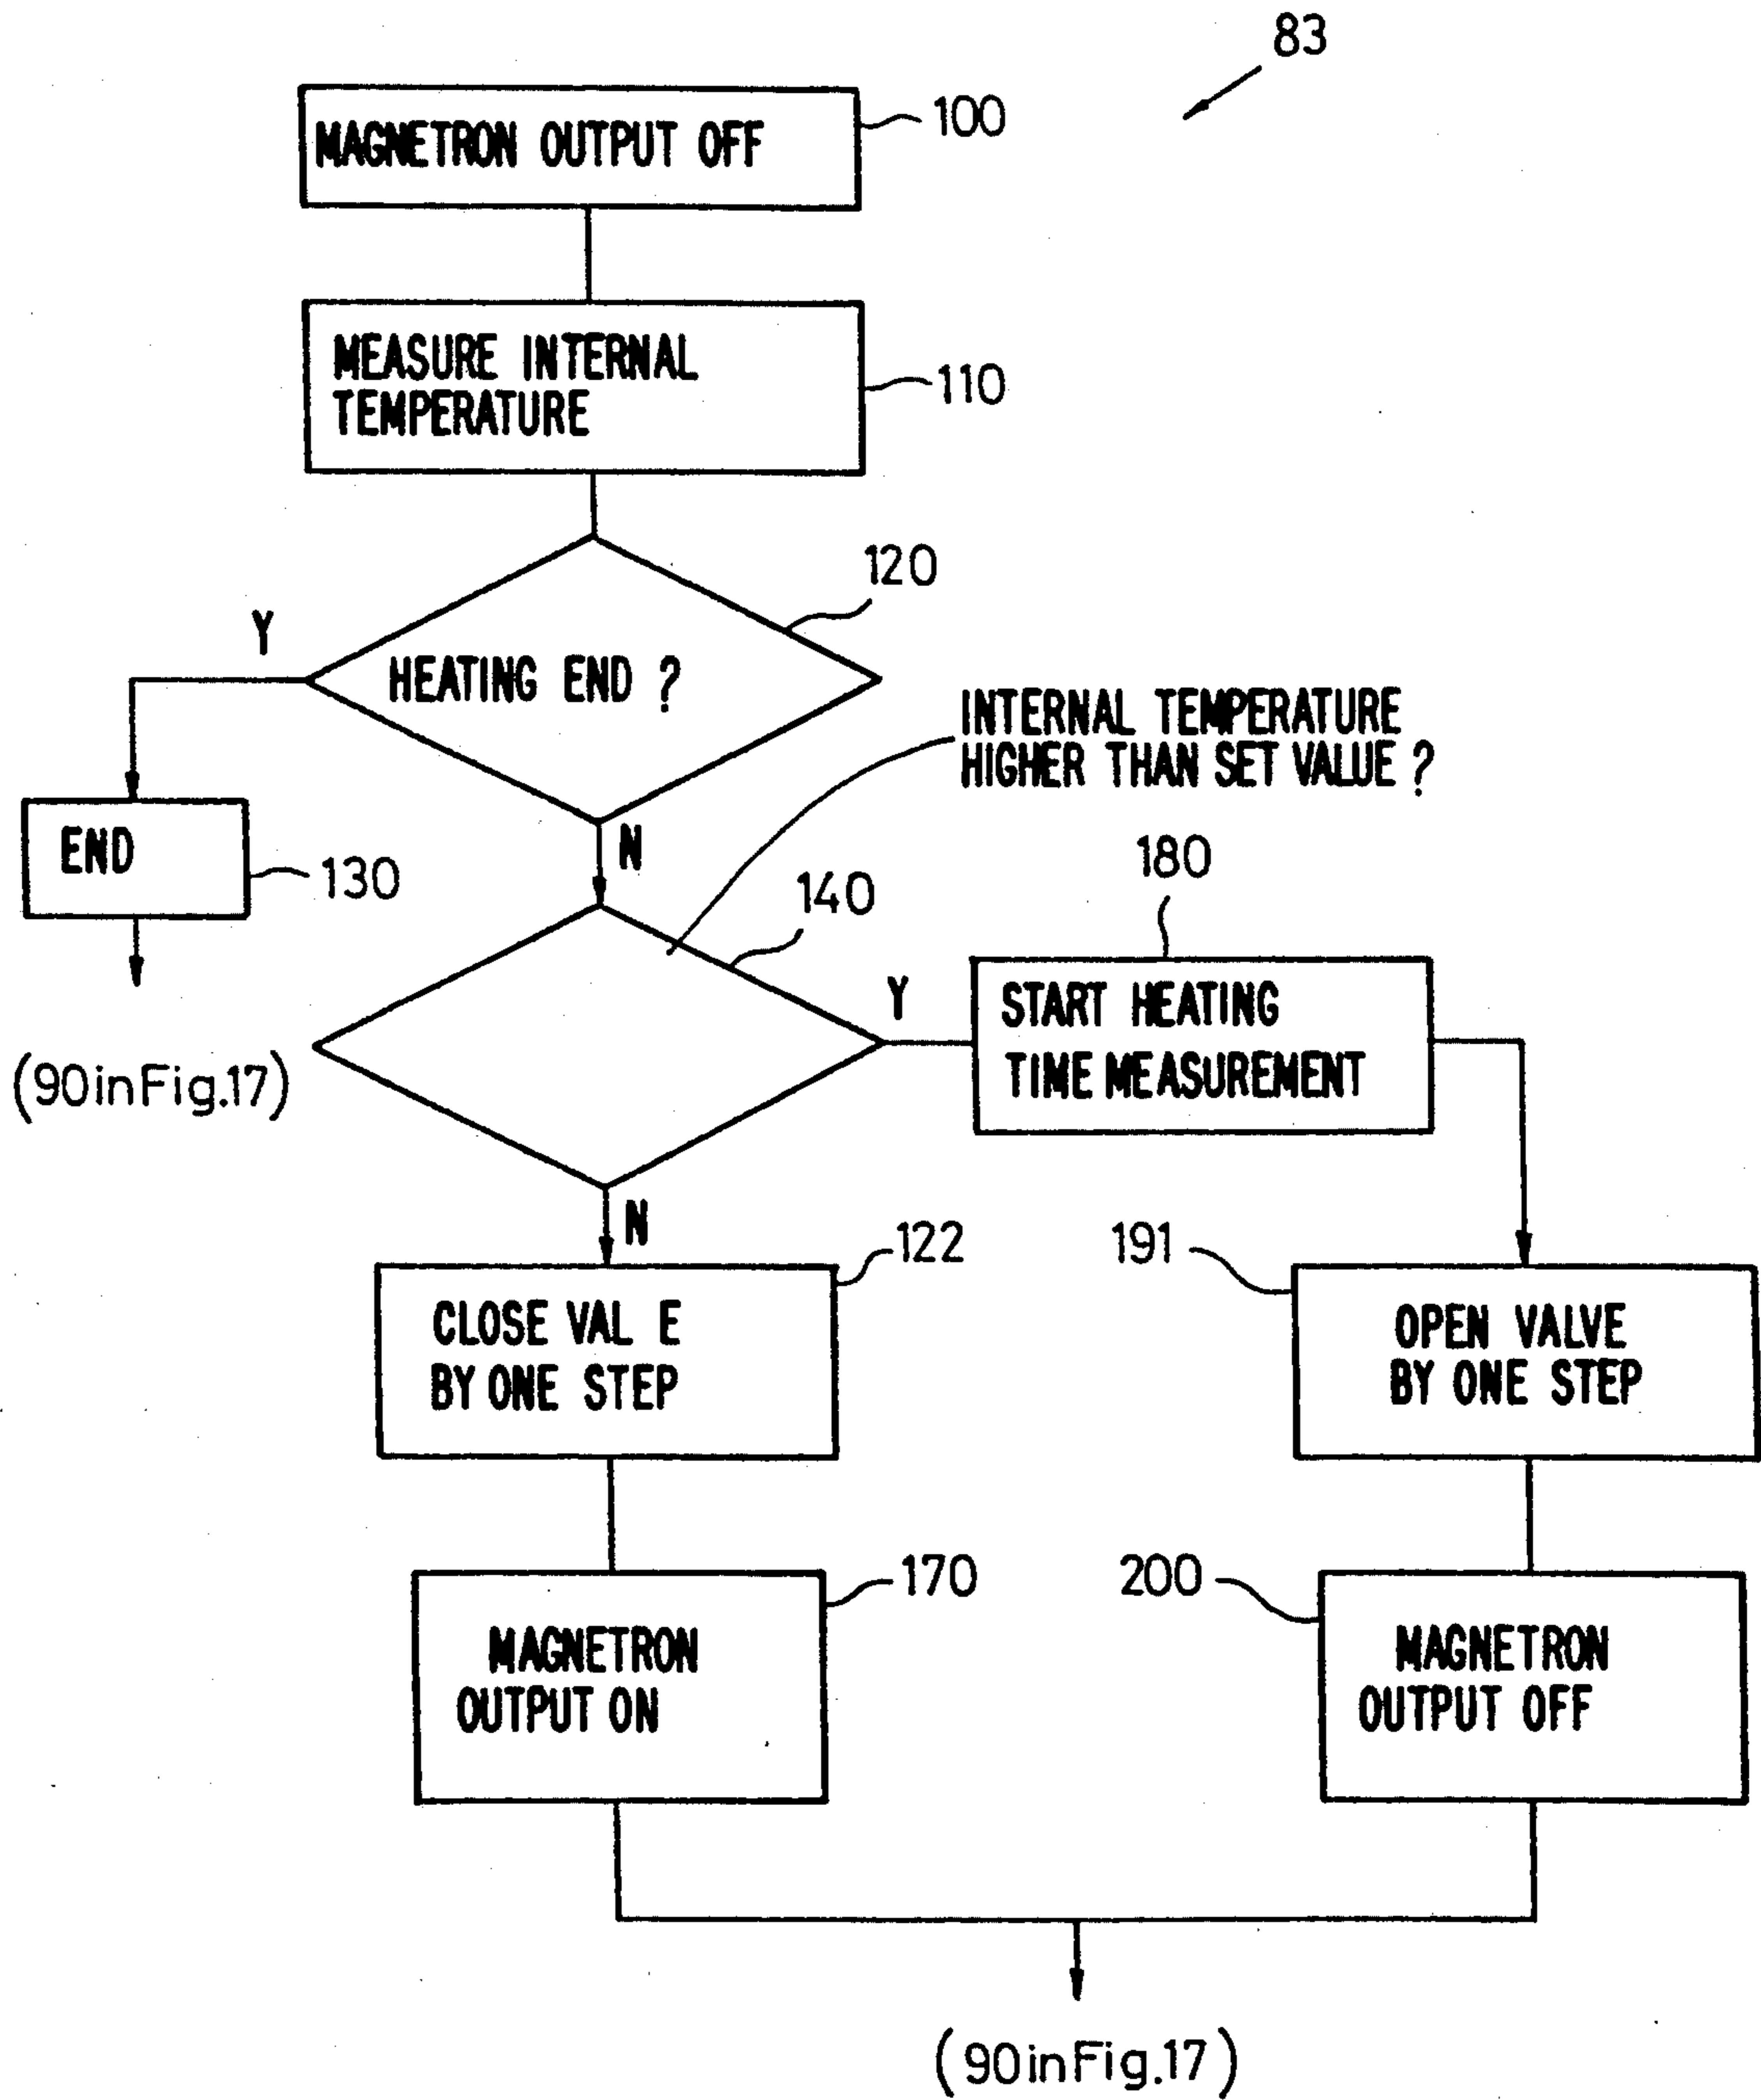 83
MAGNETRON OUTPUT OFF
100
MEASURE INTERNAL
TEMPERATURE
110
120
Y
HEATING END ?
INTERNAL TEMPERATURE
HIGHER THAN SET VALUE ?
END
130
N
(90inFig.17)
140
180
Y
START HEATING
TIME MEASUREMENT
N
122
CLOSE VAL E
BY ONE STEP
191
OPEN VALVE
BY ONE STEP
170
MAGNETRON
OUTPUT ON
200
MAGNETRON
OUTPUT OFF
(90inFig.17)